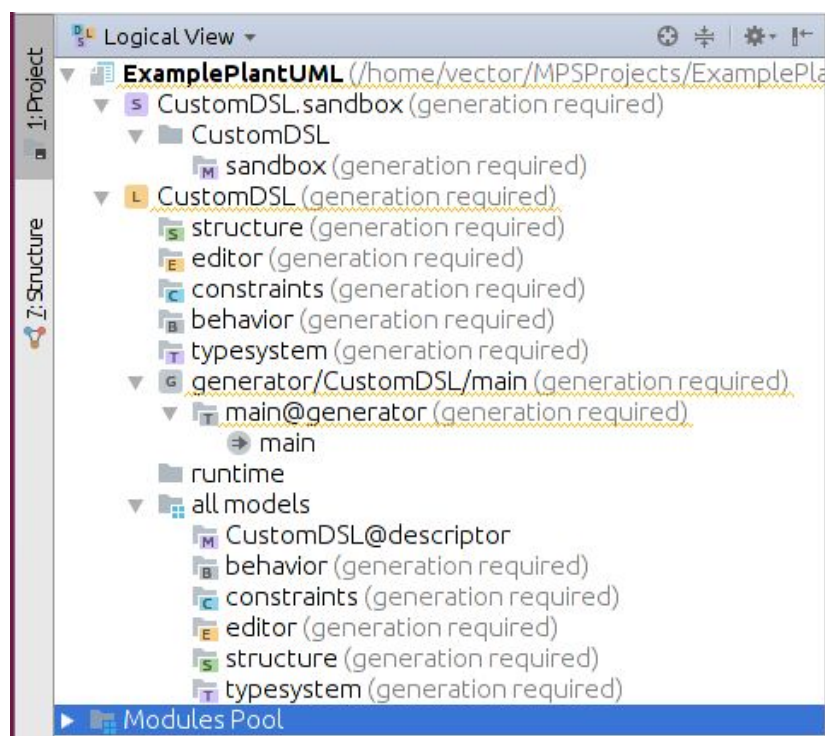 Logical View
ExamplePlantUML (/home/vector/MPSProjects/ExamplePla
CustomDSL.sandbox (generation required)
CustomDSL
sandbox (generation required)
CustomDSL (generation required)
structure (generation required)
editor (generation required)
constraints (generation required)
behavior (generation required)
typesystem (generation required)
generator/CustomDSL/main (generation required)
main@generator (generation required)
main
runtime
all models
CustomDSL@descriptor
behavior (generation required)
constraints (generation required)
editor (generation required)
structure (generation required)
typesystem (generation required)
Modules Pool
1: Project
7: Structure